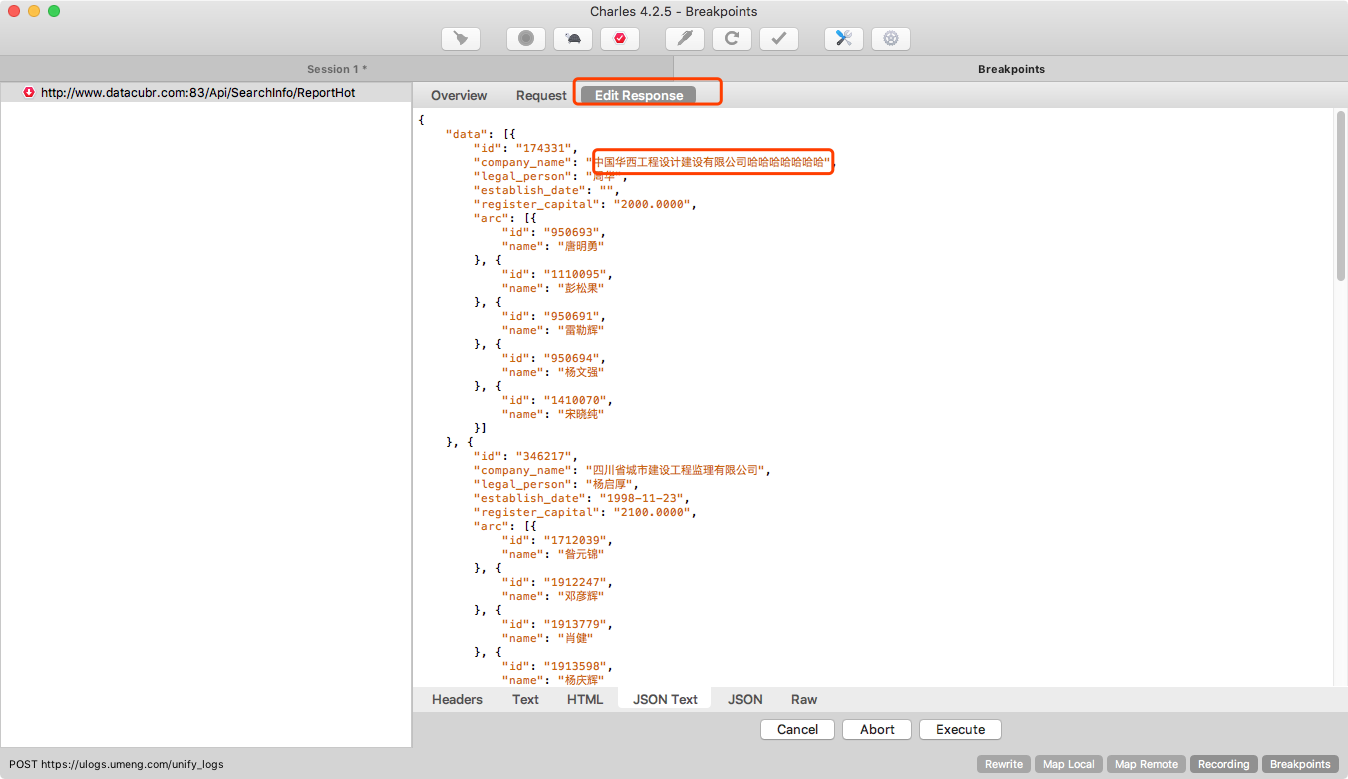 Charles 4.2.5 - Breakpoints
Session 1 *
Breakpoints
http://www.datacubr.com:83/Api/SearchInfo/ReportHot
Overview
Request
Edit Response
{
"data": [{
"id": "174331",
"company_name": "中国华西工程设计建设有限公司哈哈哈哈哈哈哈",
"legal_person": "周华",
"establish_date": "",
"register_capital": "2000.0000",
"arc": [{
"id": "950693",
"name": "唐明勇"
}, {
"id": "1110095",
"name": "彭松果"
}, {
"id": "950691",
"name": "雷勒辉"
}, {
"id": "950694",
"name": "杨文强"
}, {
"id": "1410070",
"name": "宋晓纯"
}]
}, {
"id": "346217",
"company_name": "四川省城市建设工程监理有限公司",
"legal_person": "杨启厚",
"establish_date": "1998-11-23",
"register_capital": "2100.0000",
"arc": [{
"id": "1712039",
"name": "昝元锦"
}, {
"id": "1912247",
"name": "邓彦辉"
}, {
"id": "1913779",
"name": "肖健"
}, {
"id": "1913598",
"name": "杨庆辉"
Headers
Text
HTML
JSON Text
JSON
Raw
Cancel
Abort
Execute
POST https://ulogs.umeng.com/unify_logs
Rewrite
Map Local
Map Remote
Recording
Breakpoints